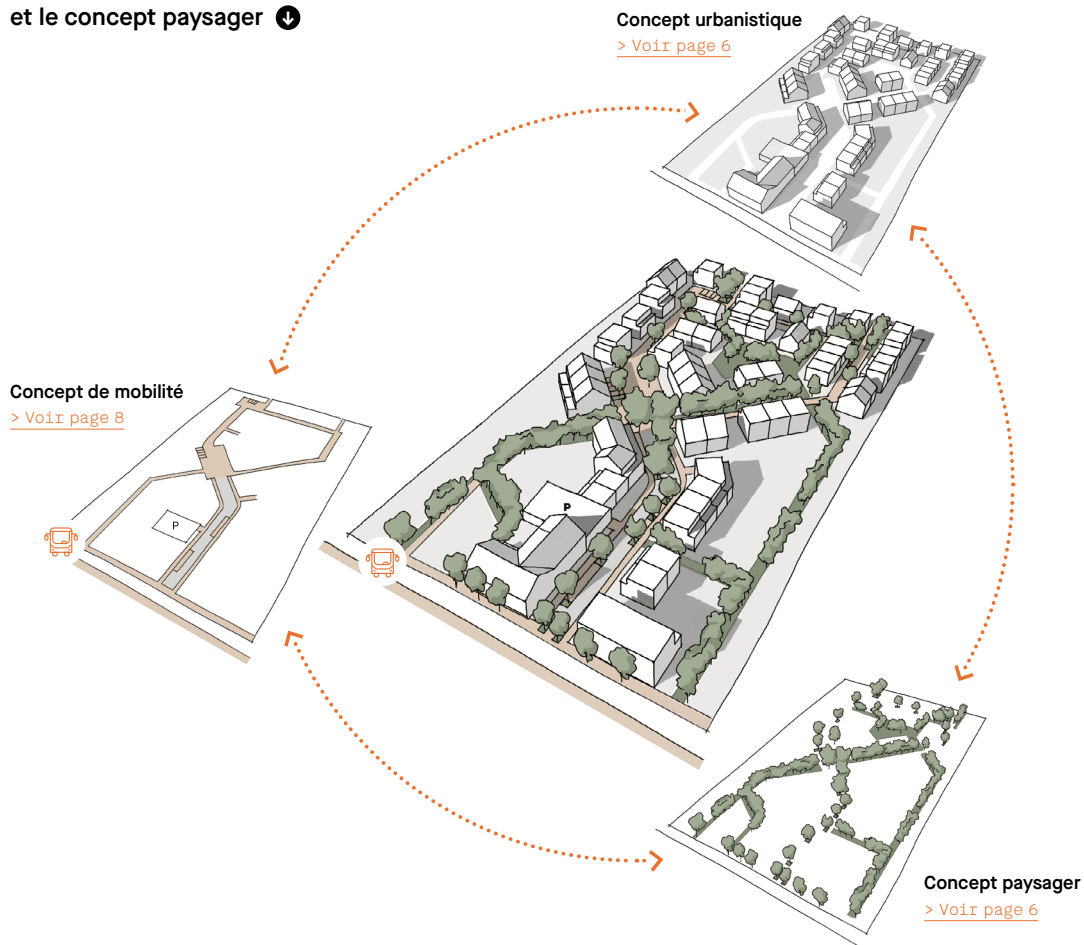 et le concept paysager
Concept urbanistique
> Voir page 6
Concept de mobilité
> Voir page 8
P
P
Concept paysager
> Voir page 6